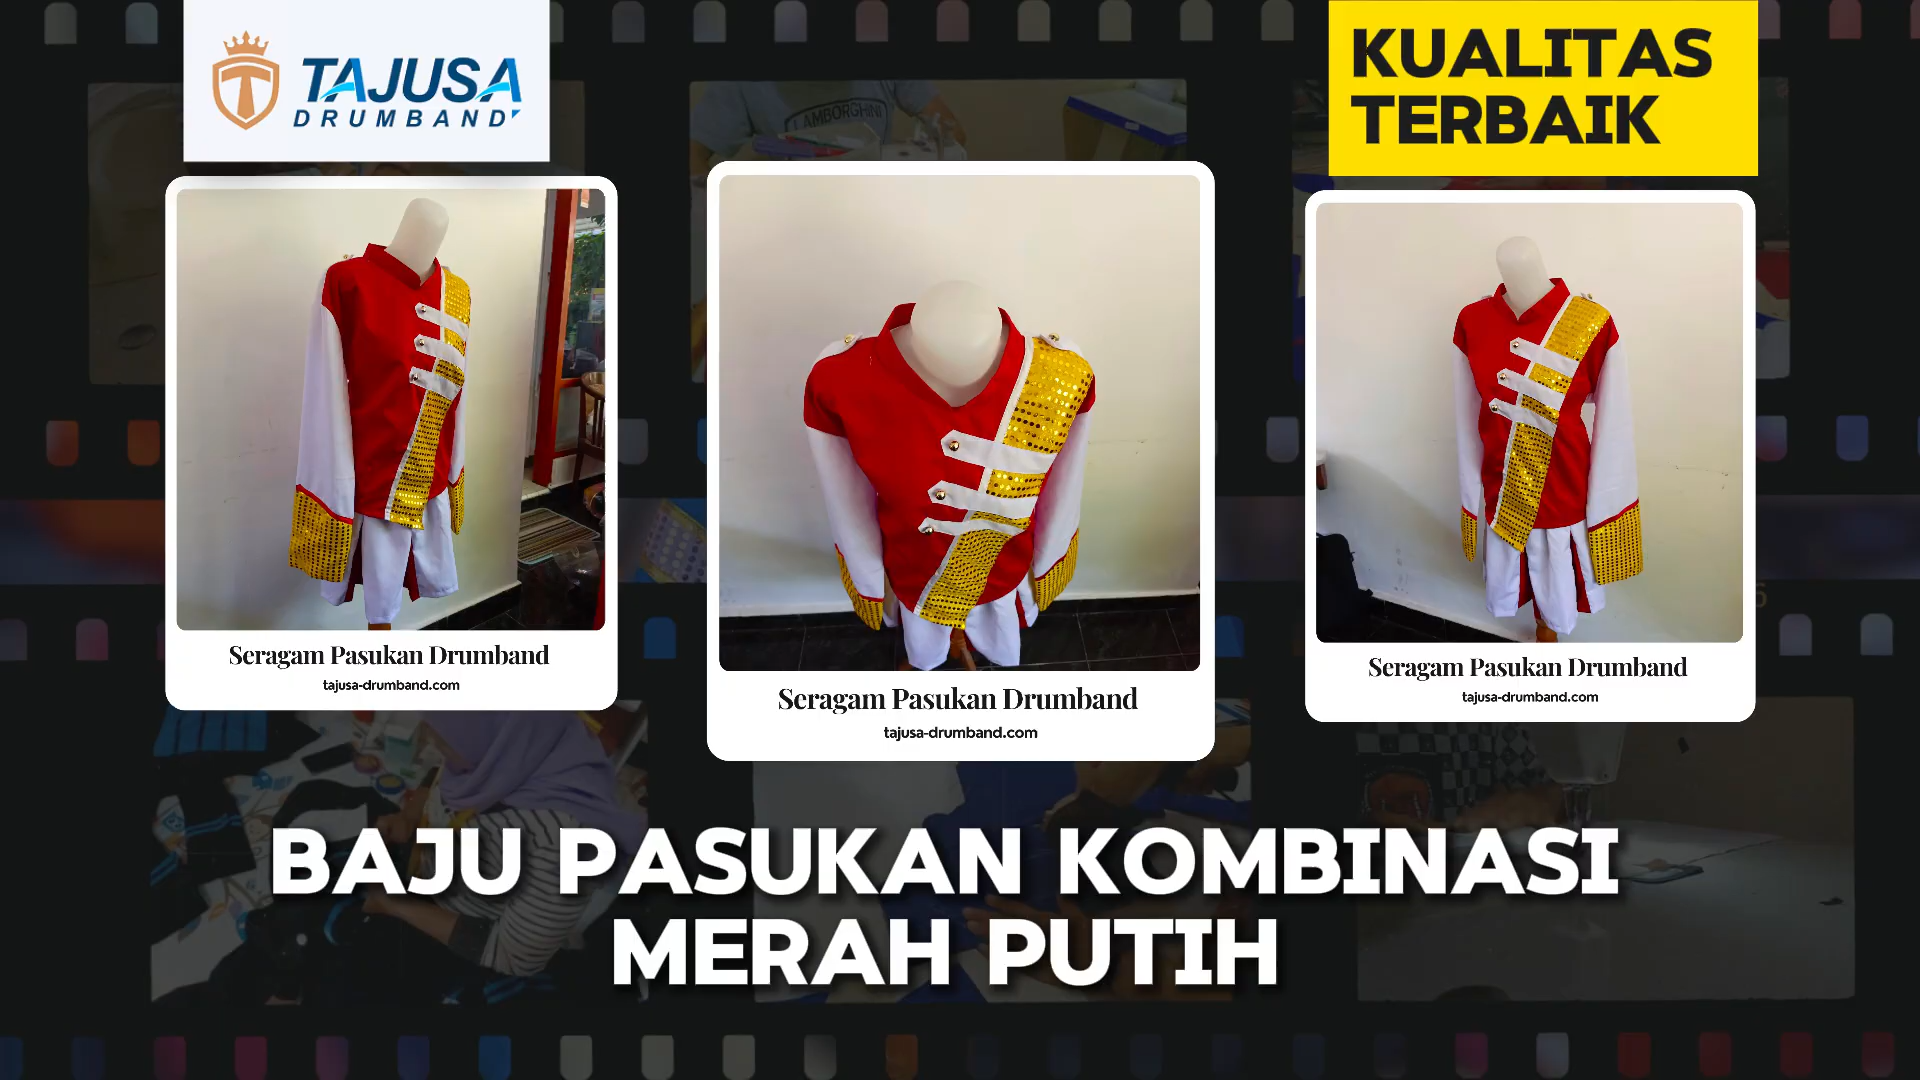 TAJUSA
DRUMBAND
KUALITAS
TERBAIK
LAMBORGHINI
Seragam Pasukan Drumband
tajusa-drumband.com
Seragam Pasukan Drumband
tajusa-drumband.com
Seragam Pasukan Drumband
tajusa-drumband.com
BAJU PASUKAN KOMBINASI
MERAH PUTIH